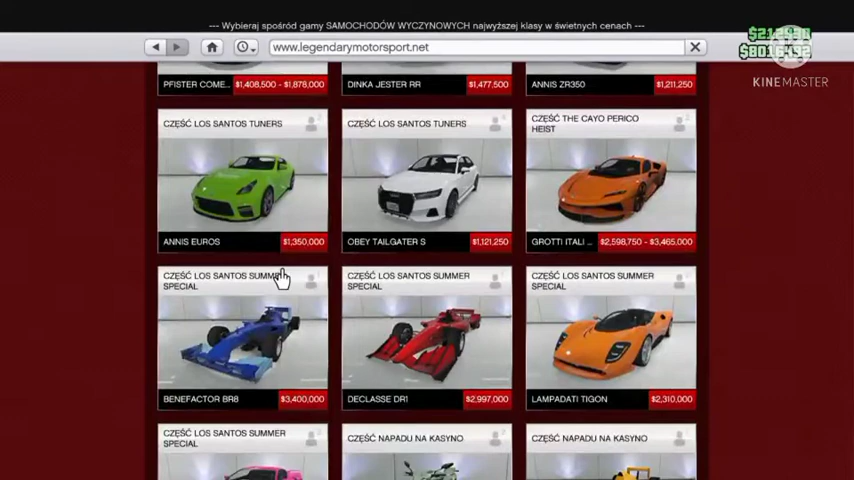 --- Wybieraj spośród gamy SAMOCHODÓW WYCZYNOWYCH najwyższej klasy w świetnych cenach ---
www.legendarymotorsport.net
KINEMASTER
PFISTER COME... $1,408,500 - $1,878,000
DINKA JESTER RR $1,477,500
ANNIS ZR350 $1,211,250
CZĘŚĆ LOS SANTOS TUNERS
ANNIS EUROS $1,350,000
CZĘŚĆ LOS SANTOS TUNERS
OBEY TAILGATER S $1,121,250
CZĘŚĆ THE CAYO PERICO
HEIST
GROTTI ITALI ... $2,598,750 - $3,465,000
CZĘŚĆ LOS SANTOS SUMMER
SPECIAL
BENEFACTOR BR8 $3,400,000
CZĘŚĆ LOS SANTOS SUMMER
SPECIAL
DECLASSE DR1 $2,997,000
CZĘŚĆ LOS SANTOS SUMMER
SPECIAL
LAMPADATI TIGON $2,310,000
CZĘŚĆ LOS SANTOS SUMMER
SPECIAL
CZĘŚĆ NAPADU NA KASYNO
CZĘŚĆ NAPADU NA KASYNO